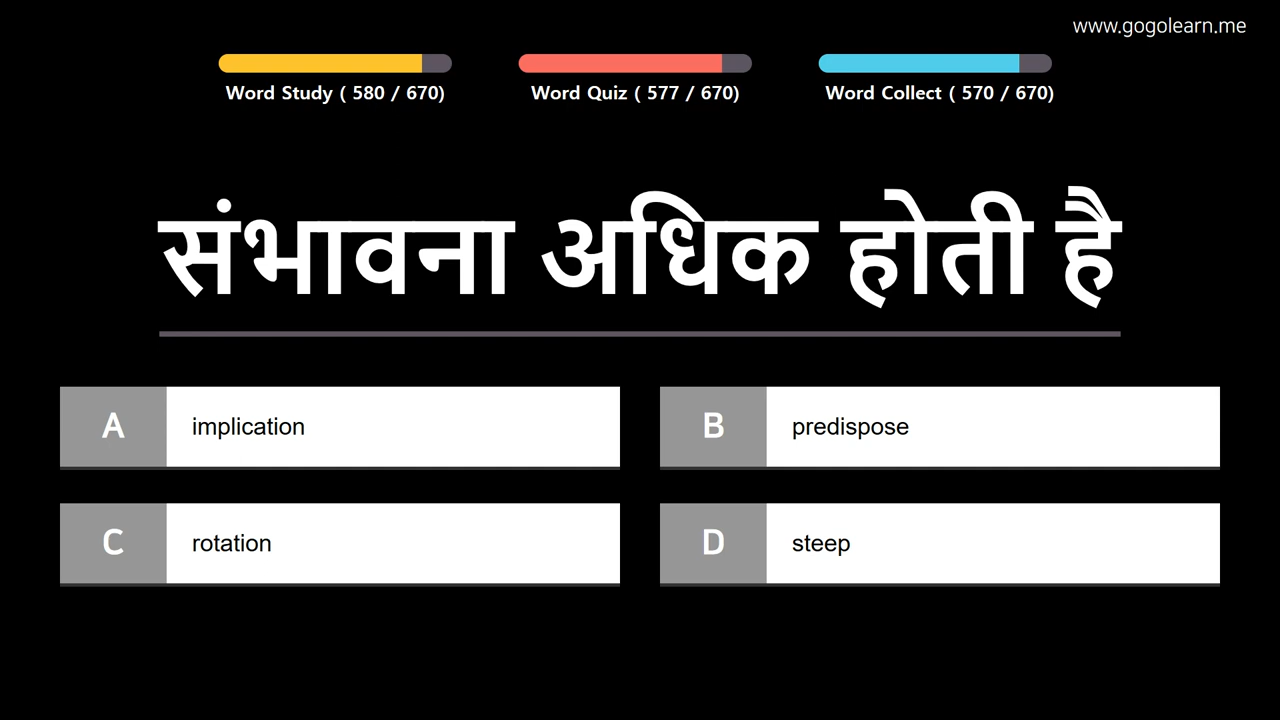 www.gogolearn.me
Word Study ( 580 / 670)
Word Quiz ( 577 / 670)
Word Collect ( 570 / 670)
संभावना अधिक होती है
A implication
B predispose
C rotation
D steep